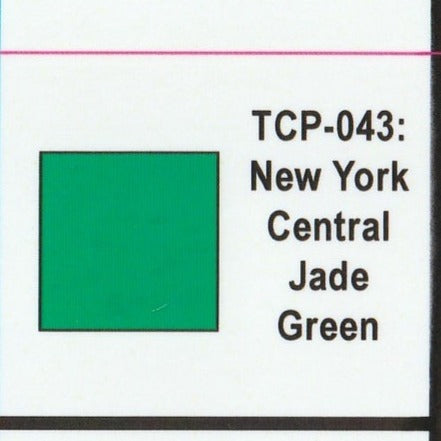 TCP-043:
New York
Central
Jade
Green